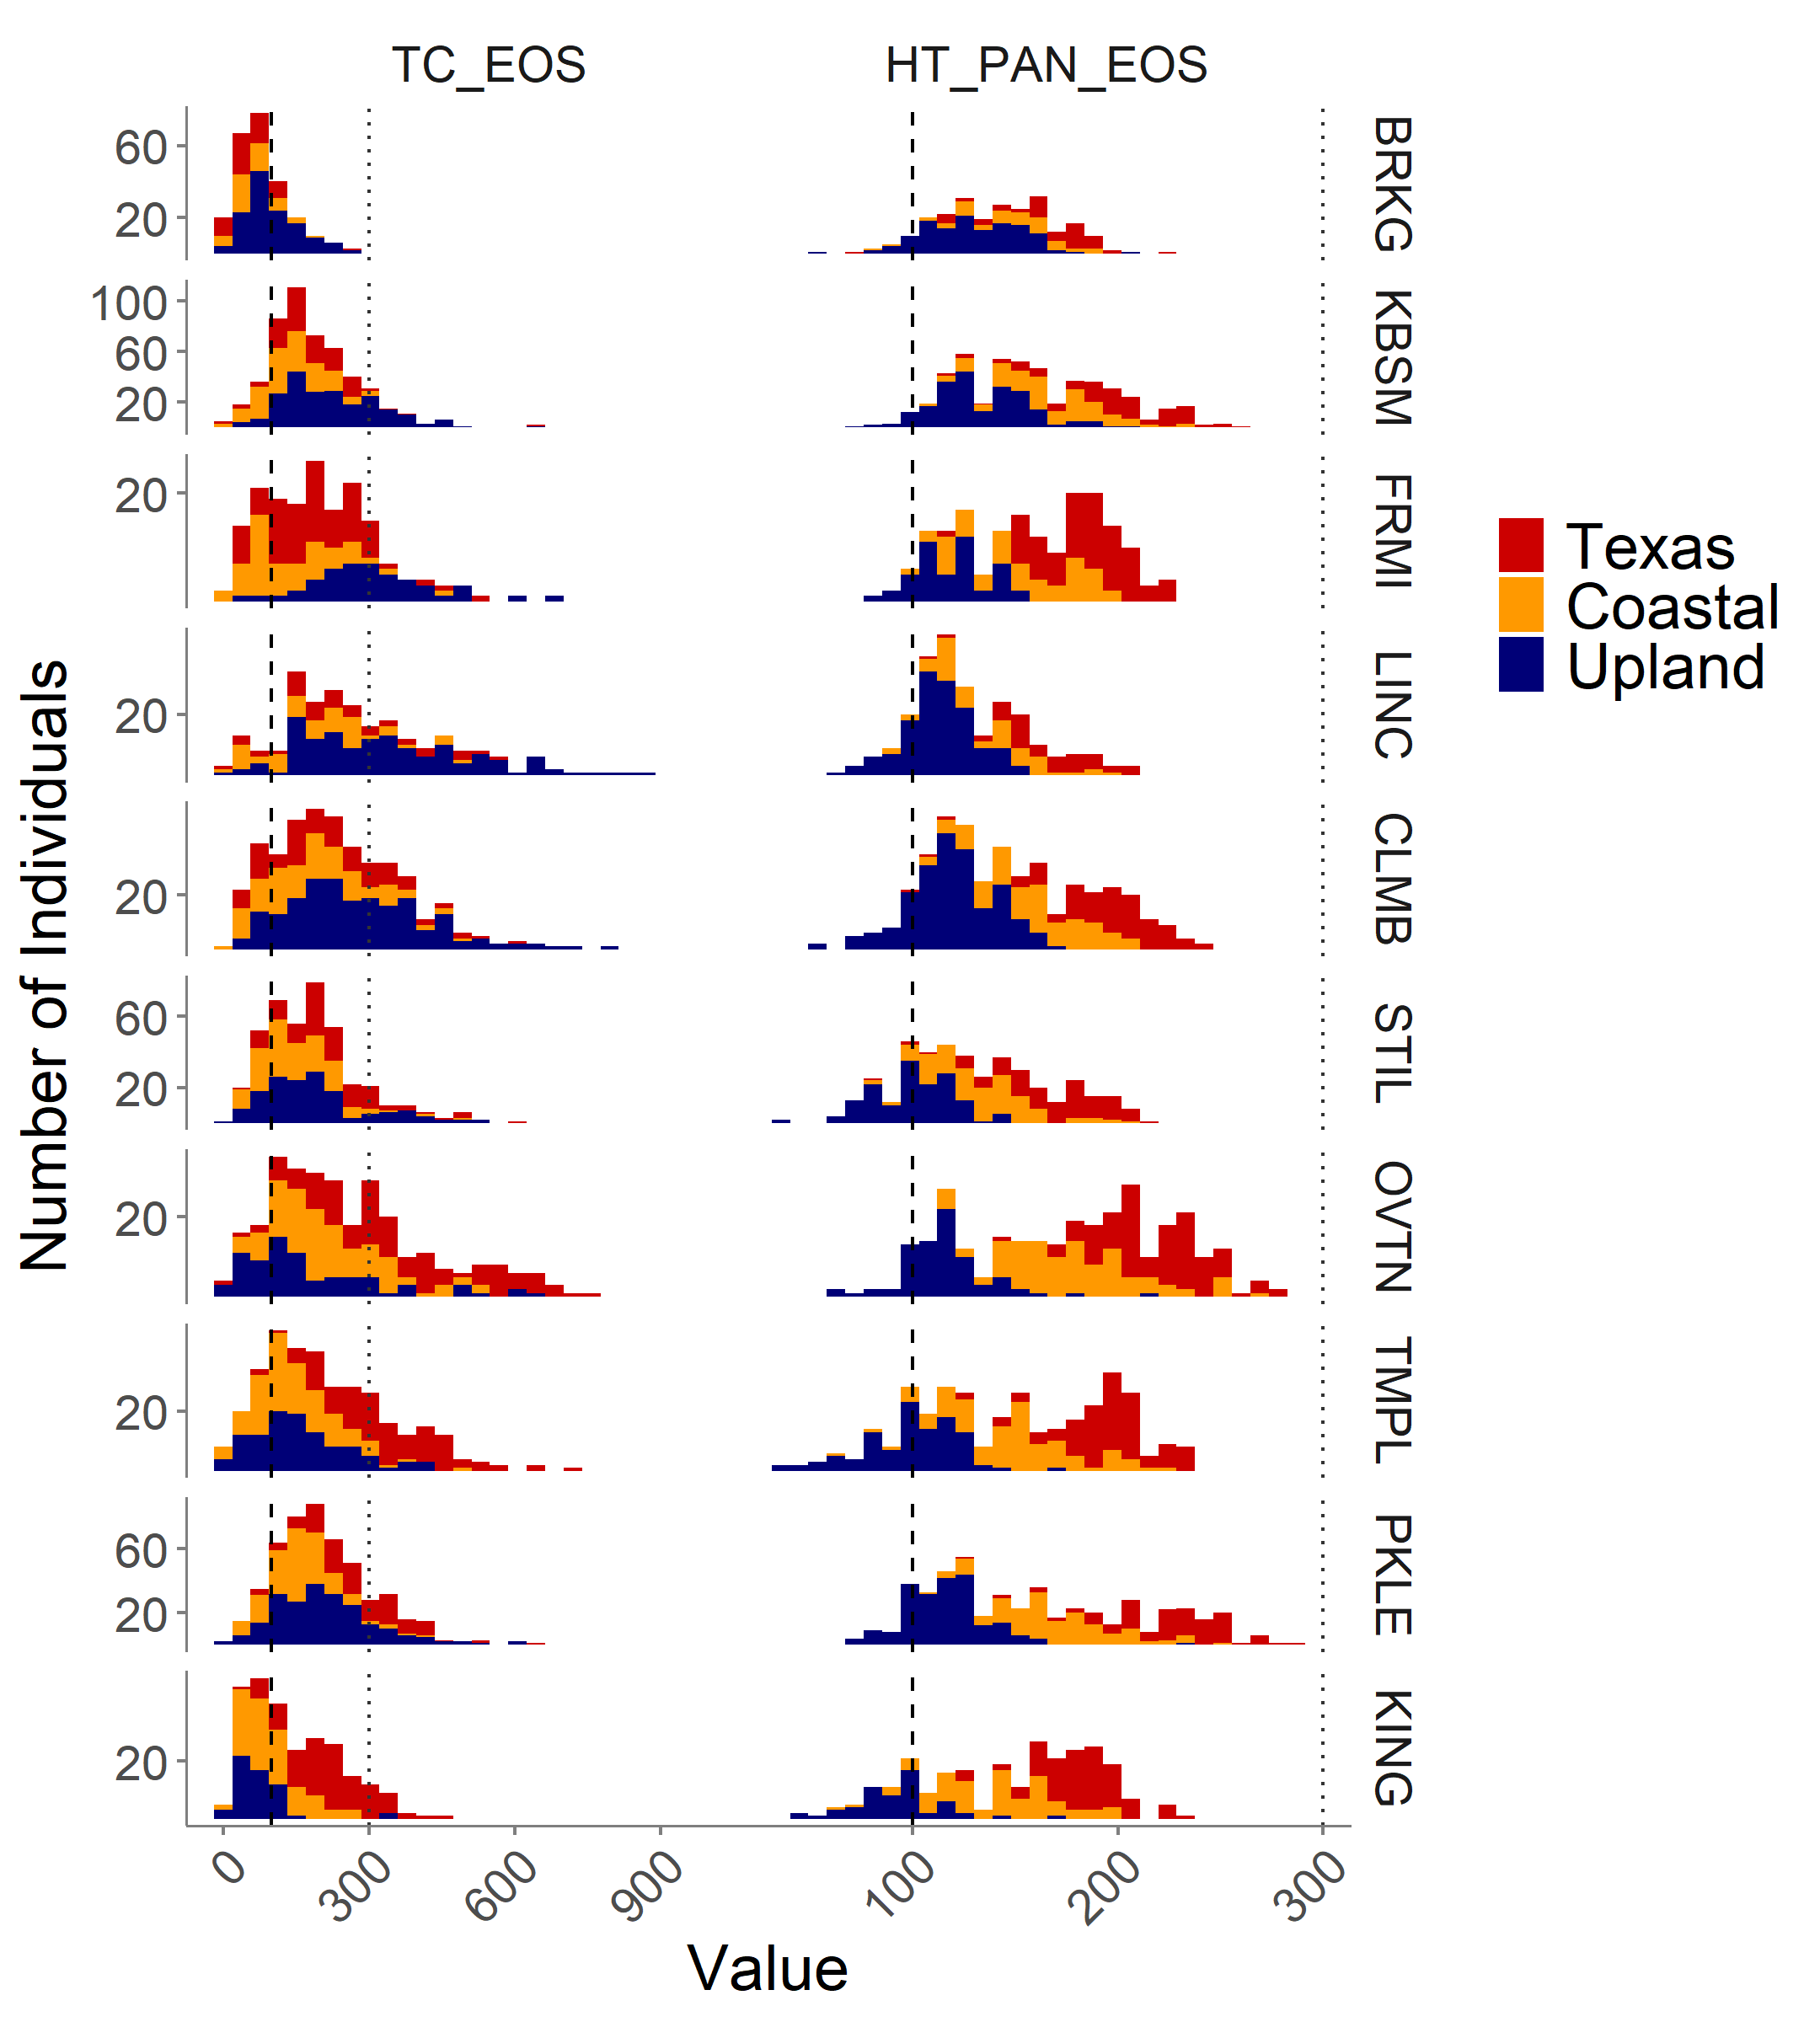 TC_EOS HT_PAN_EOS
60
20
BRKG
100
60
20
KBSM
20
FRMI
20
LINC
20
CLMB
60
20
STIL
20
OVTN
20
TMPL
60
20
PKLE
20
KING
Number of Individuals
0 300 600 900 100 200 300
Value
Texas
Coastal
Upland